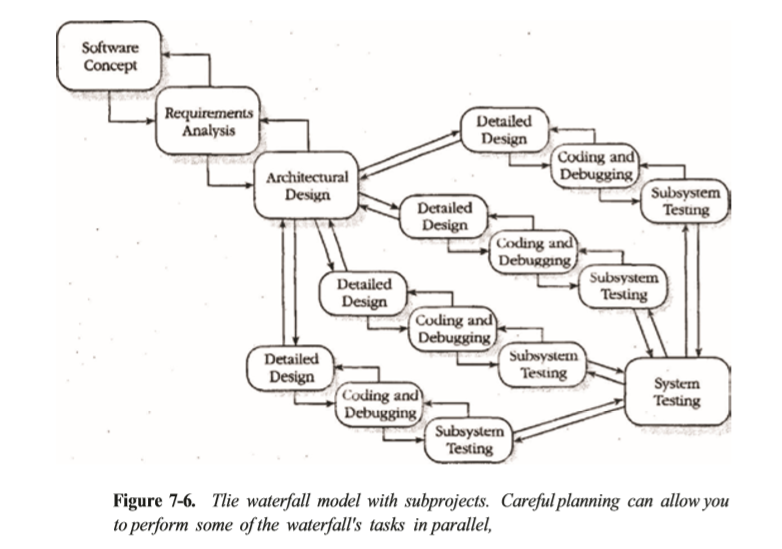 Software
Concept
Requirements
Analysis
Architectural
Design
Detailed
Design
Coding and
Debugging
Subsystem
Testing
Detailed
Design
Coding and
Debugging
Subsystem
Testing
Detailed
Design
Coding and
Debugging
Subsystem
Testing
Detailed
Design
Coding and
Debugging
Subsystem
Testing
System
Testing
Figure 7-6. Tlie waterfall model with subprojects. Careful planning can allow you
to perform some of the waterfall's tasks in parallel,